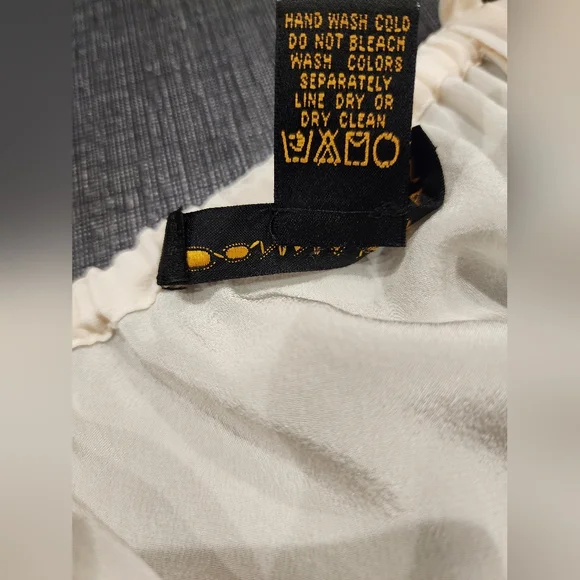 HAND WASH COLD
DO NOT BLEACH
WASH COLORS
SEPARATELY
LINE DRY OR
DRY CLEAN